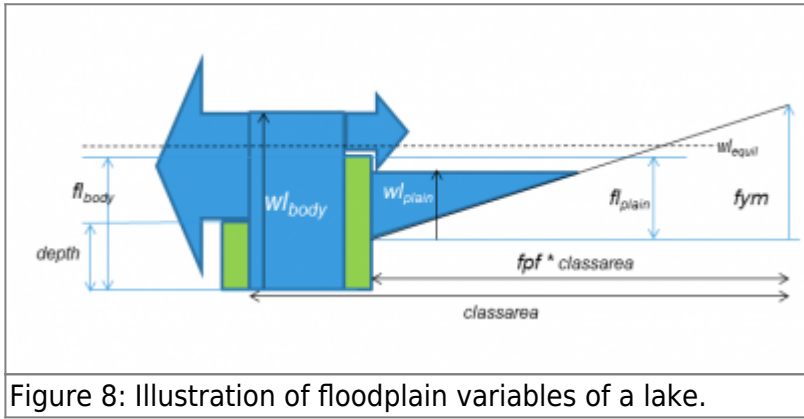 wl_equil
fl_body
wl_body
wl_plain
fl_plain
fym
depth
fpf * classarea
classarea
Figure 8: Illustration of floodplain variables of a lake.